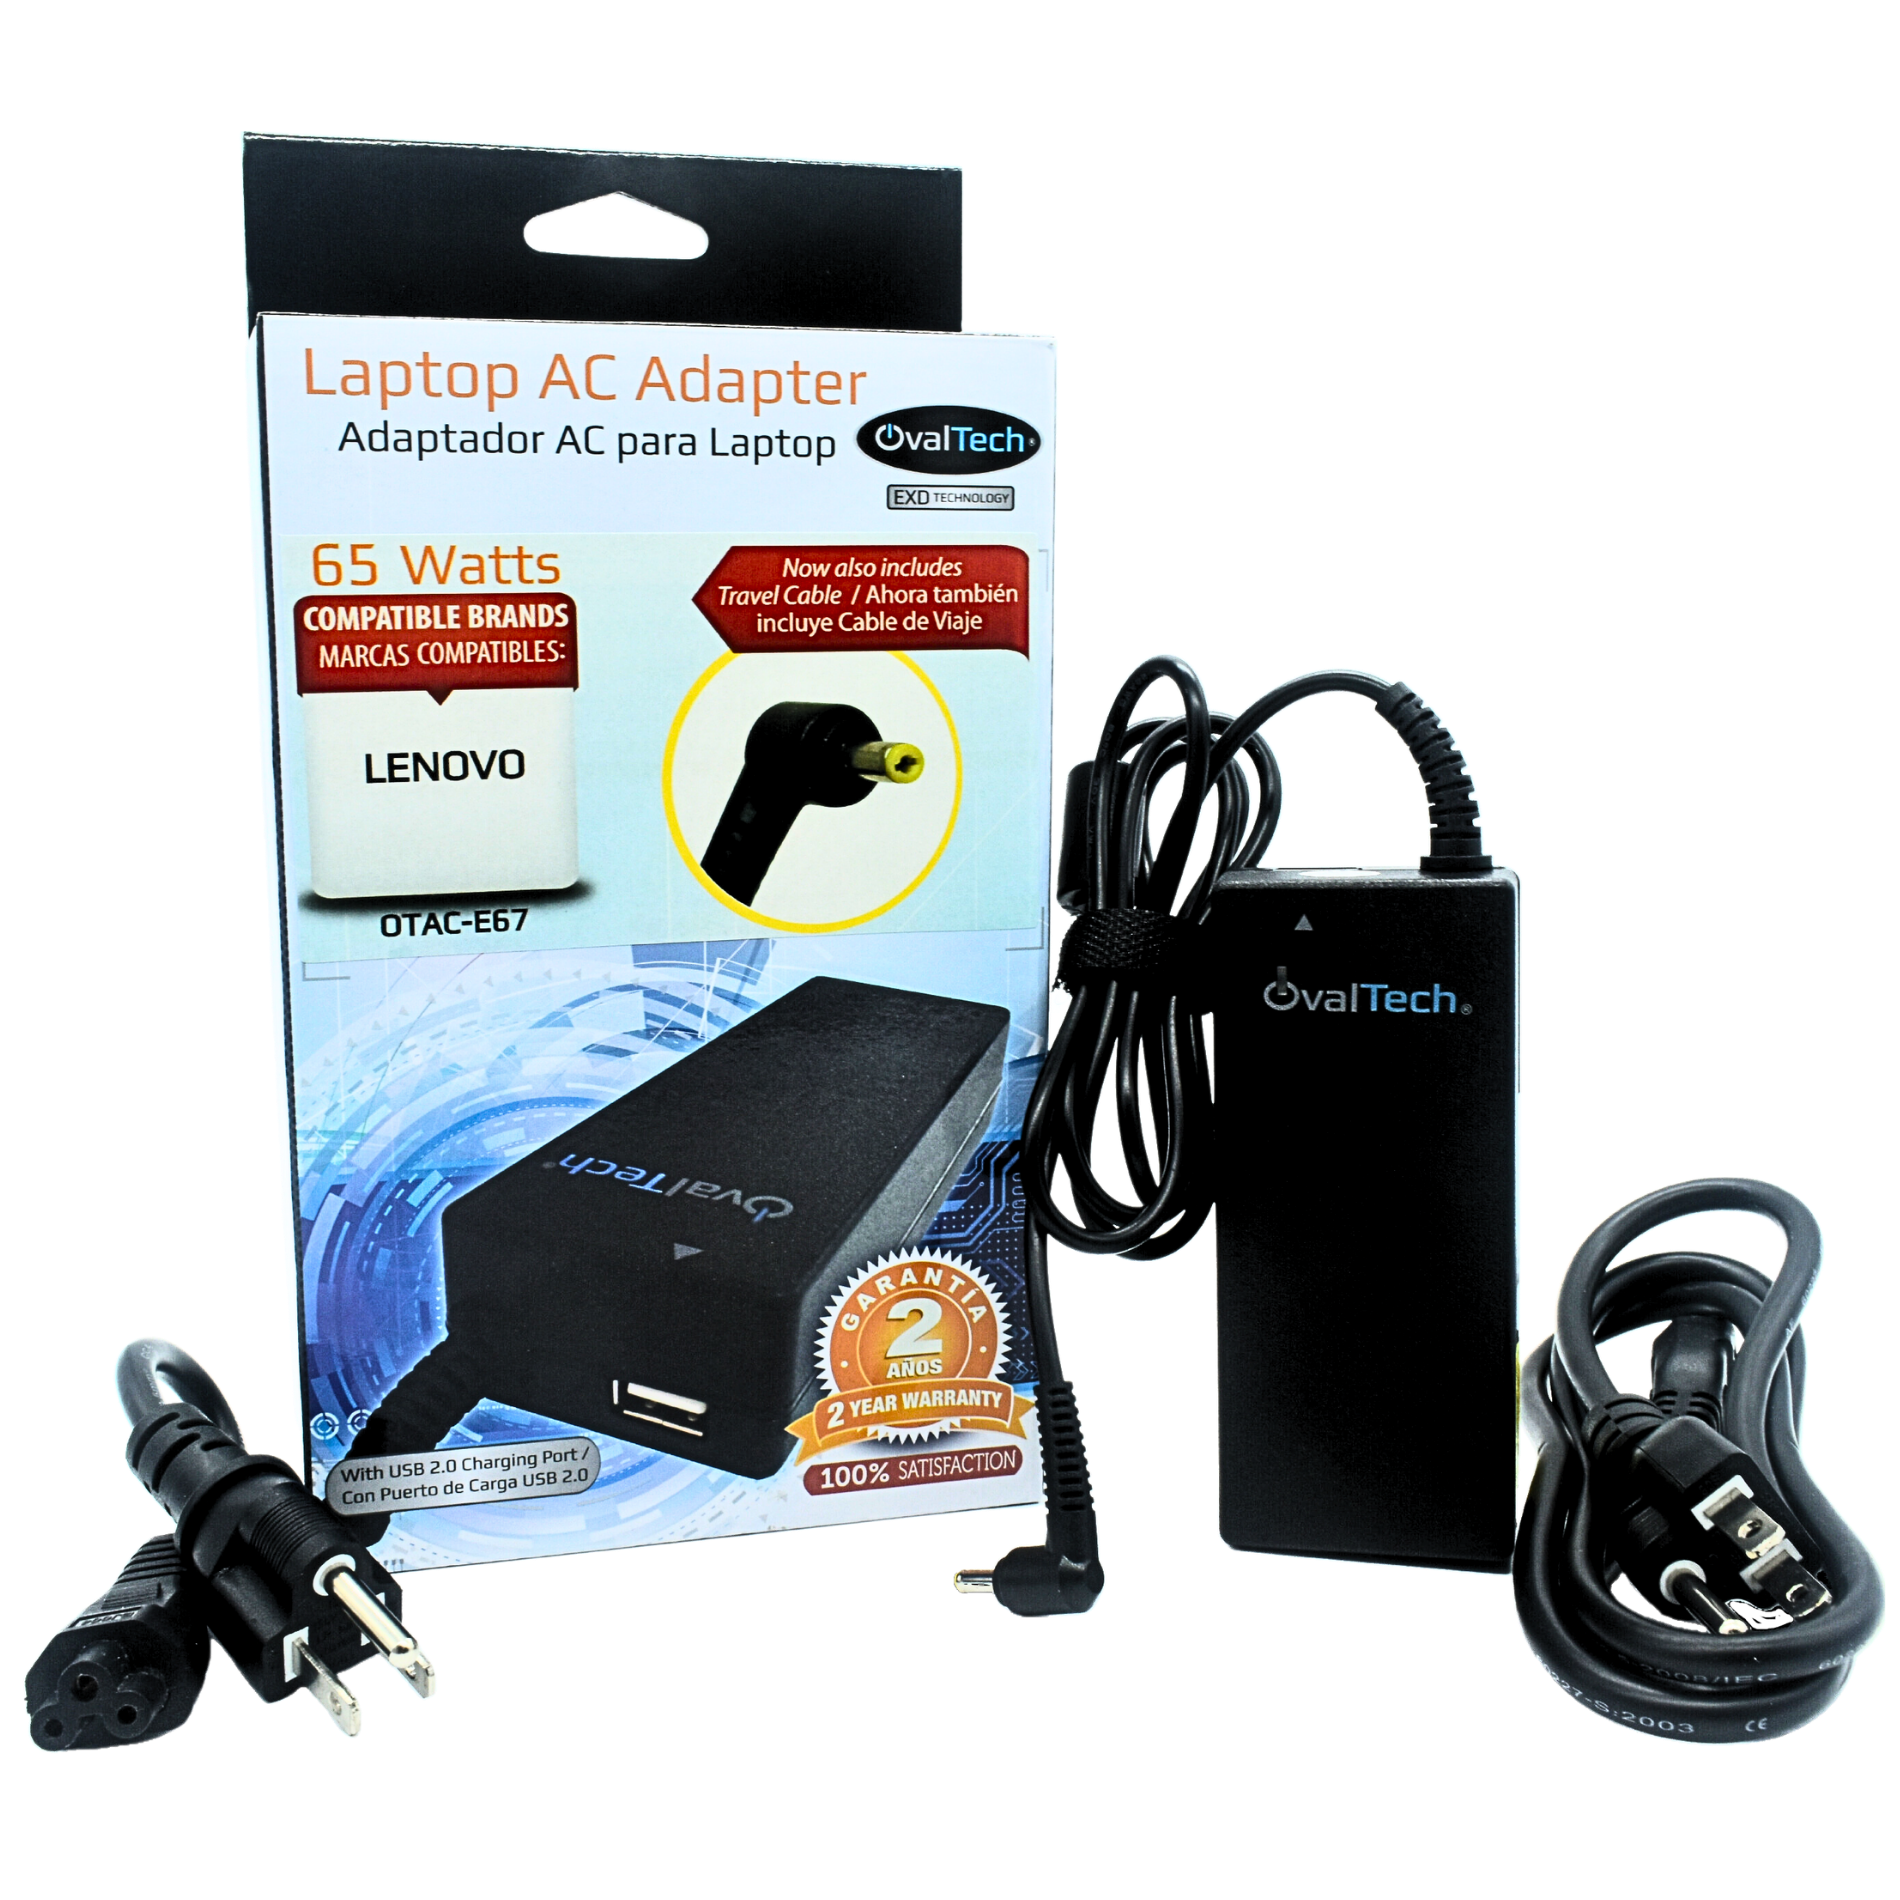 Laptop AC Adapter
Adaptador AC para Laptop
OvalTech®
EXD TECHNOLOGY
65 Watts
COMPATIBLE BRANDS
MARCAS COMPATIBLES:
LENOVO
OTAC-E67
Now also includes
Travel Cable / Ahora también
incluye Cable de Viaje
OvalTech®
GARANTÍA
2
AÑOS
2 YEAR WARRANTY
100% SATISFACTION
With USB 2.0 Charging Port /
Con Puerto de Carga USB 2.0
OvalTech®
S:2003 CE